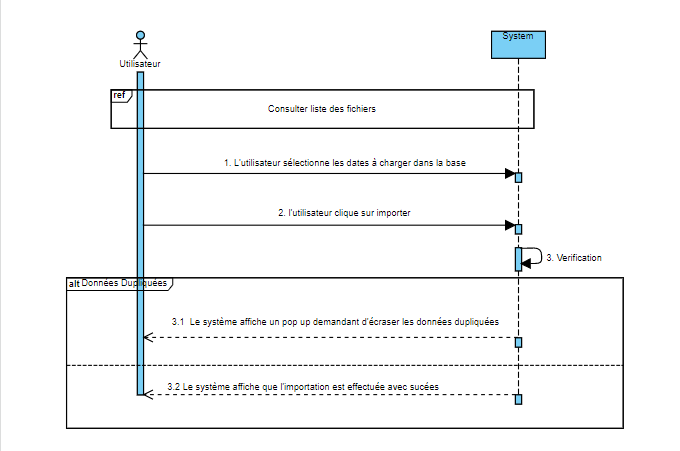 System
Utilisateur
ref
Consulter liste des fichiers
1. L'utilisateur sélectionne les dates à charger dans la base
2. l'utilisateur clique sur importer
3. Verification
alt Données Dupliquées
3.1 Le système affiche un pop up demandant d'écraser les données dupliquées
3.2 Le système affiche que l'importation est effectuée avec sucées